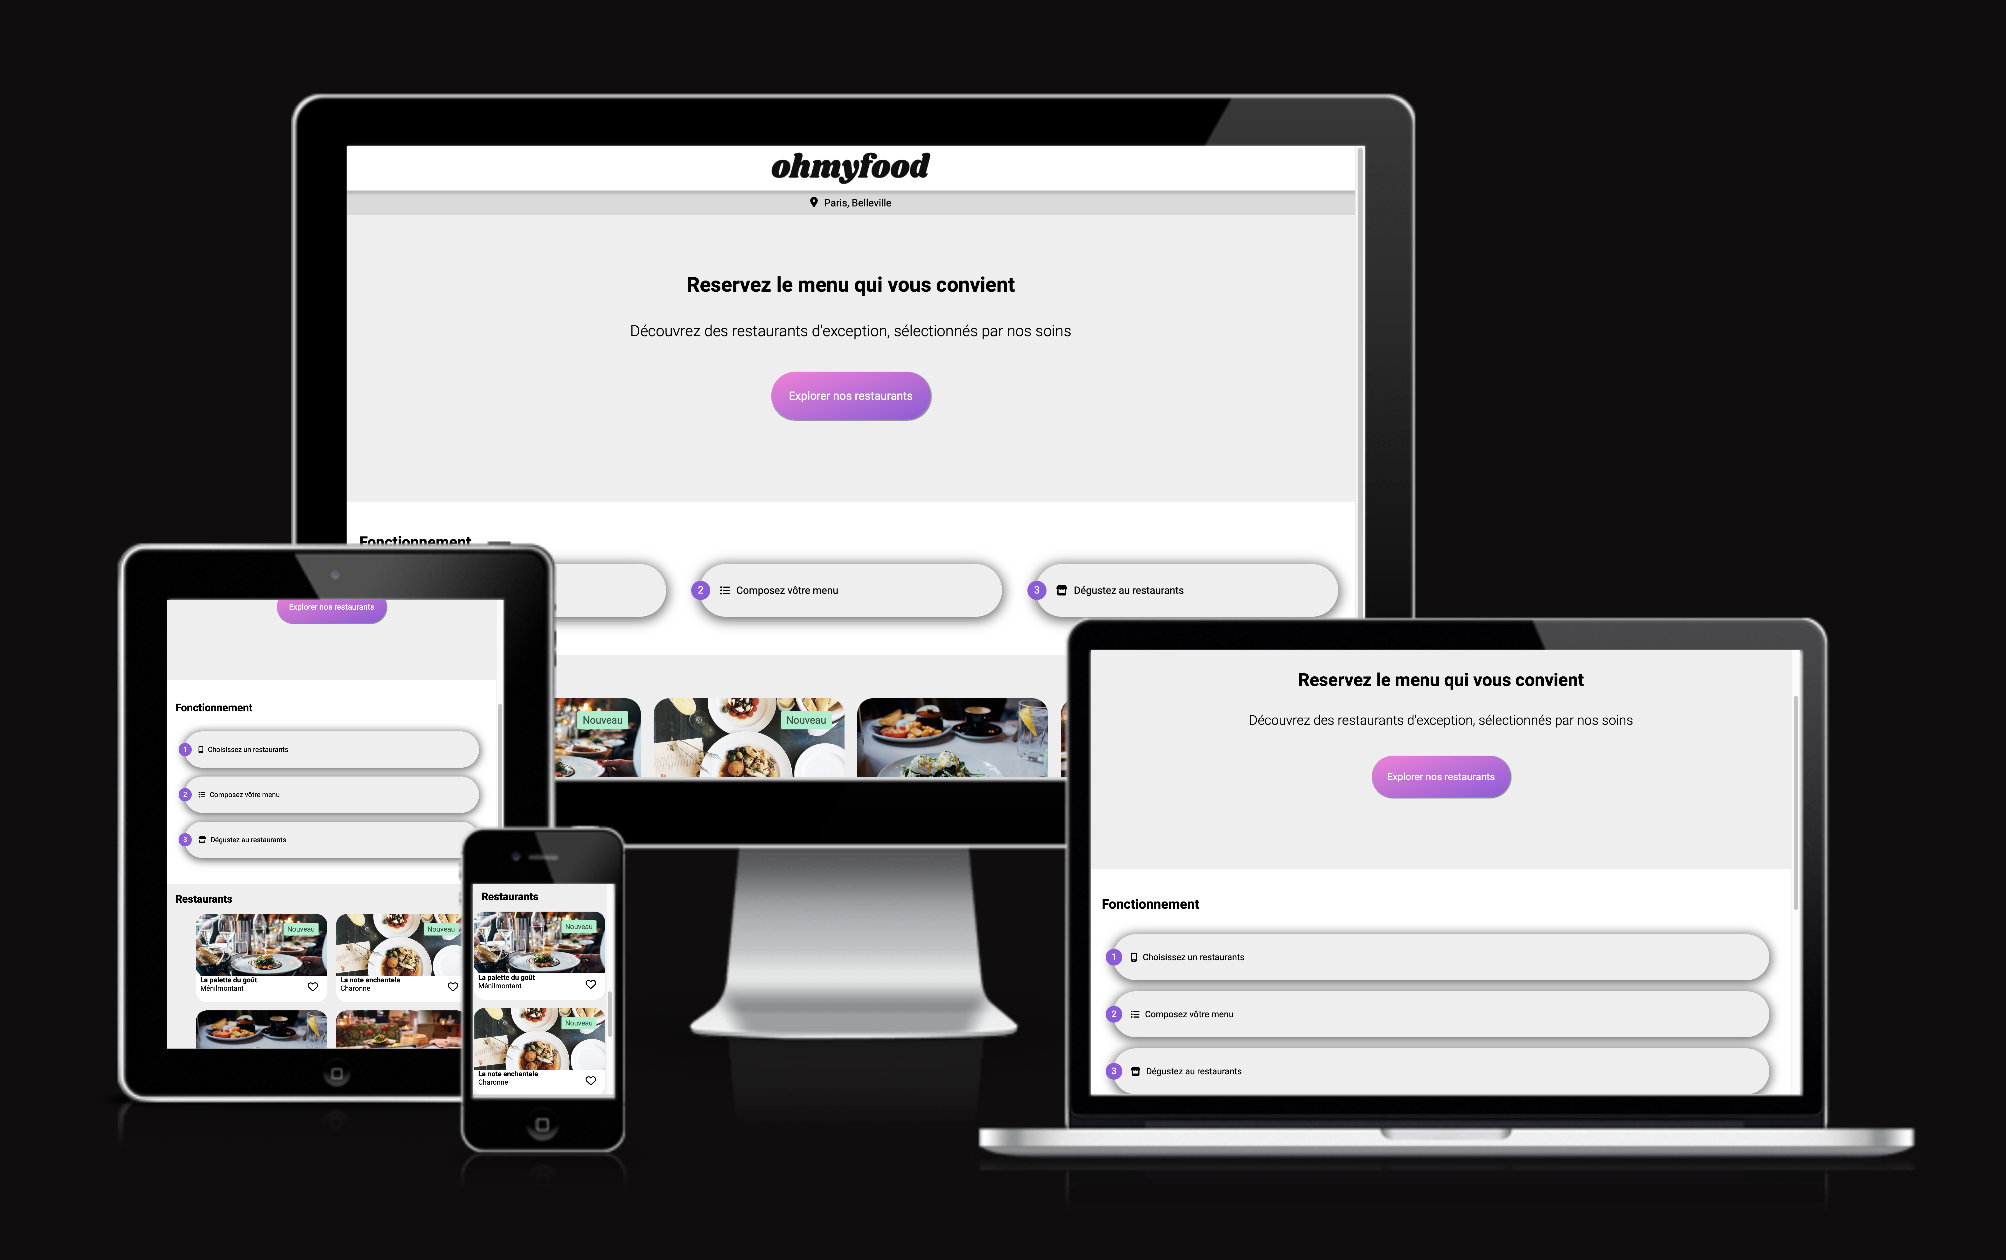 ohmyfood
Paris, Belleville
Reservez le menu qui vous convient
Découvrez des restaurants d'exception, sélectionnés par nos soins
Explorer nos restaurants
Fonctionnement
2 Composez vôtre menu
3 Dégustez au restaurants
Nouveau
Nouveau
Explorer nos restaurants
Fonctionnement
1 Choisissez un restaurants
2 Composez vôtre menu
3 Dégustez au restaurants
Restaurants
Nouveau
Nouveau
La palette du goût
Ménilmontant
La note enchantele
Charonne
Restaurants
Nouveau
La palette du goût
Ménilmontant
Nouveau
La note enchantele
Charonne
Reservez le menu qui vous convient
Découvrez des restaurants d'exception, sélectionnés par nos soins
Explorer nos restaurants
Fonctionnement
1 Choisissez un restaurants
2 Composez vôtre menu
3 Dégustez au restaurants